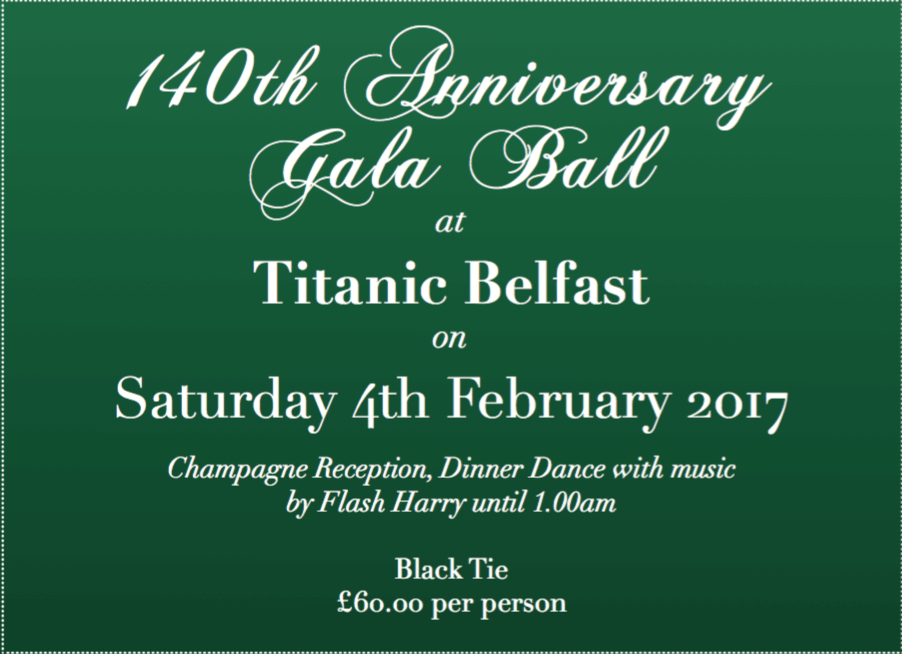 140th Anniversary
Gala Ball
at
Titanic Belfast
on
Saturday 4th February 2017
Champagne Reception, Dinner Dance with music
by Flash Harry until 1.00am
Black Tie
£60.00 per person